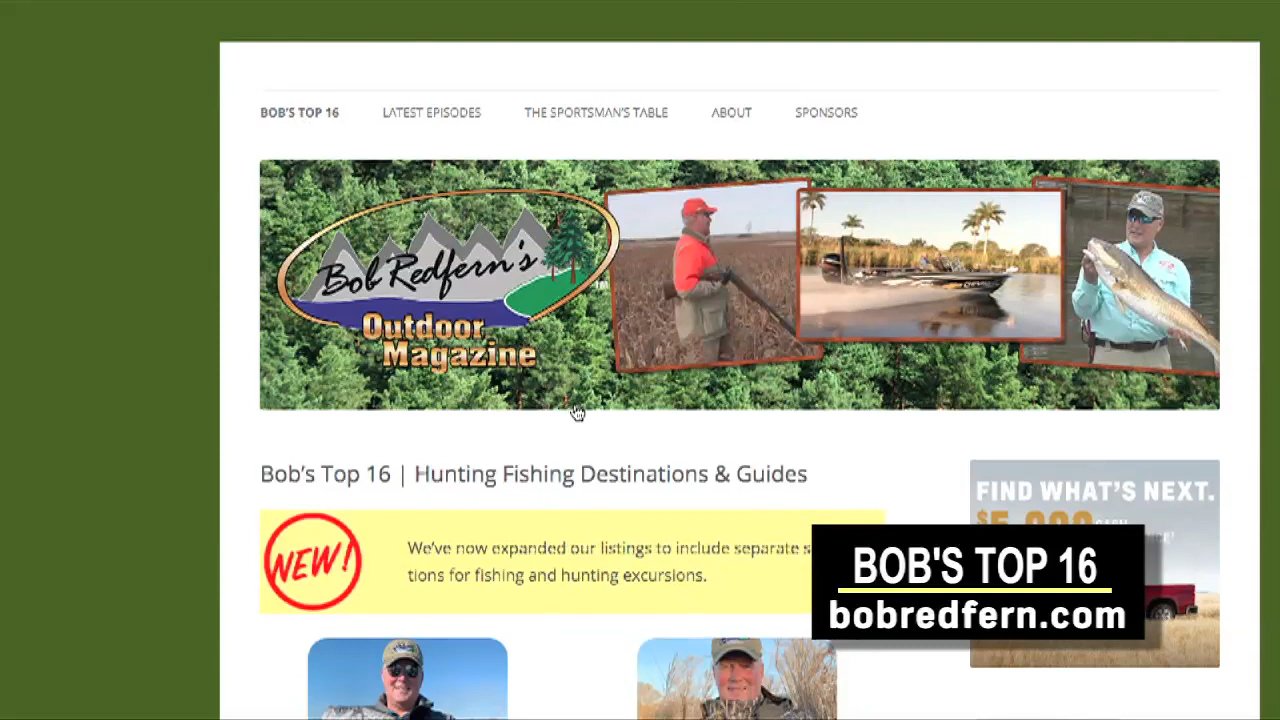 BOB'S TOP 16 LATEST EPISODES THE SPORTSMAN'S TABLE ABOUT SPONSORS
Bob Redfern's
Outdoor
Magazine
Bob's Top 16 | Hunting Fishing Destinations & Guides
NEW!
We've now expanded our listings to include separate s
tions for fishing and hunting excursions.
FIND WHAT'S NEXT.
BOB'S TOP 16
bobredfern.com